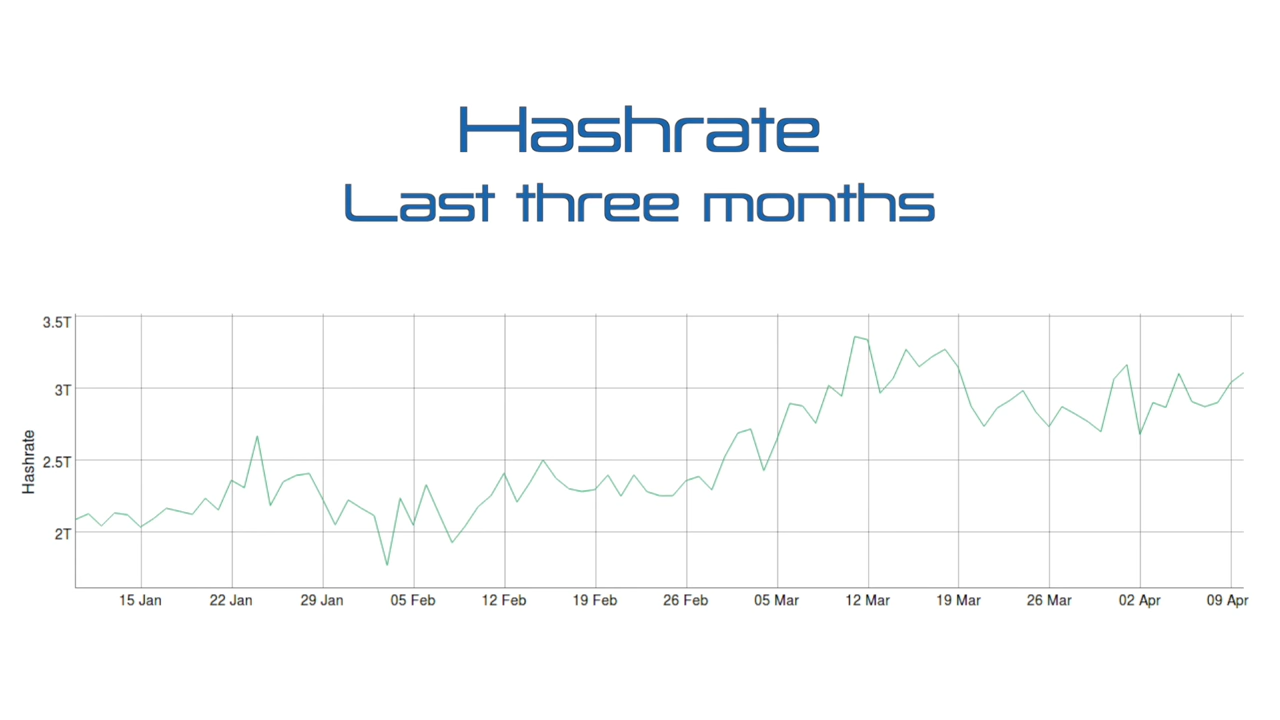 Hashrate
Last three months
3.5T
3T
2.5T
2T
Hashrate
15 Jan 22 Jan 29 Jan 05 Feb 12 Feb 19 Feb 26 Feb 05 Mar 12 Mar 19 Mar 26 Mar 02 Apr 09 Apr